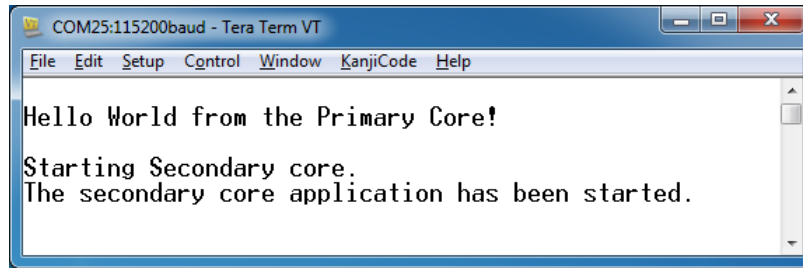 COM25:115200baud - Tera Term VT
File Edit Setup Control Window KanjiCode Help
Hello World from the Primary Core!
Starting Secondary core.
The secondary core application has been started.